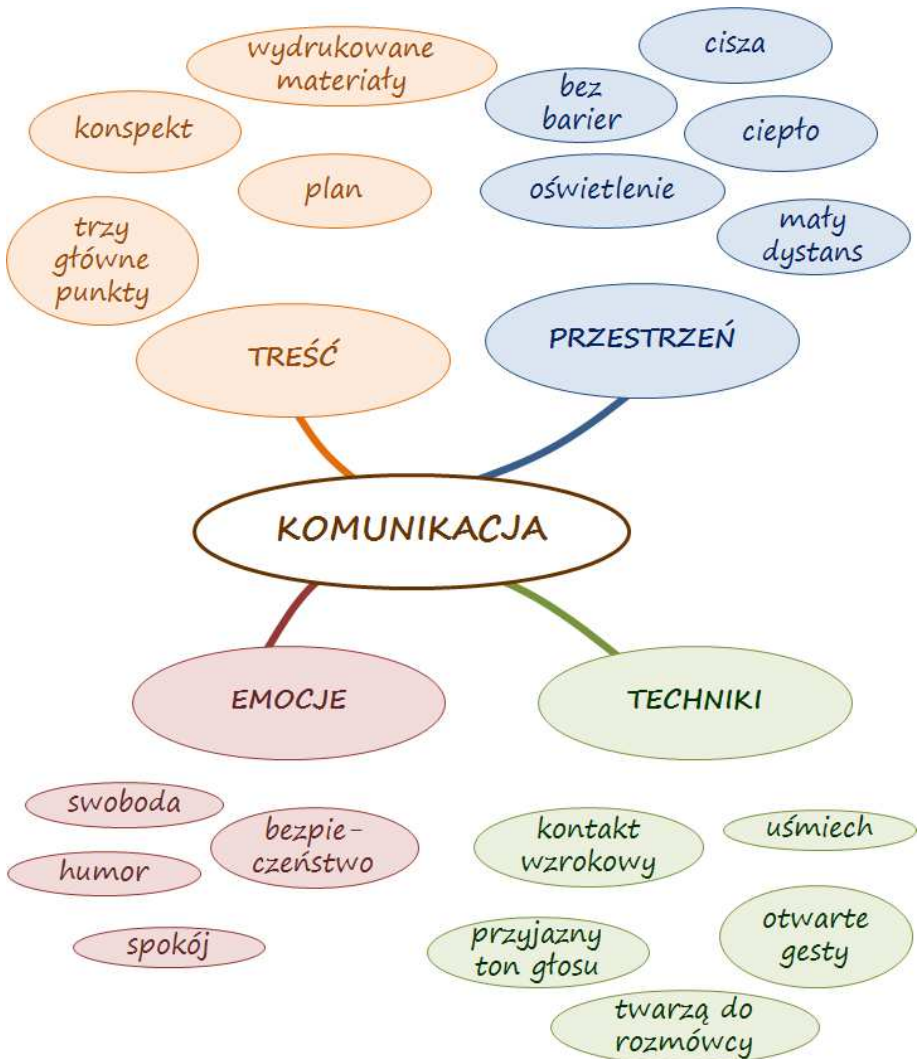 wydrukowane
materiały
konspekt
plan
trzy
główne
punkty
TREŚĆ
cisza
bez
barier
ciepło
oświetlenie
mały
dystans
PRZESTRZEŃ
KOMUNIKACJA
EMOCJE
swoboda
bezpie-
czeństwo
humor
spokój
TECHNIKI
kontakt
wzrokowy
uśmiech
przyjazny
ton głosu
otwarte
gesty
twarzą do
rozmówcy